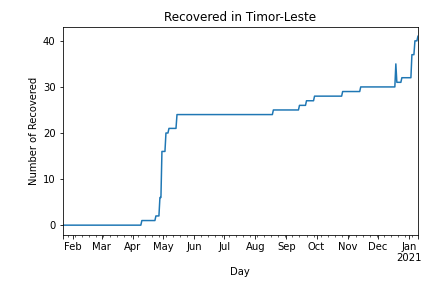 Recovered in Timor-Leste
Number of Recovered
40
30
20
10
0
Feb Mar Apr May Jun Jul Aug Sep Oct Nov Dec Jan
2021
Day